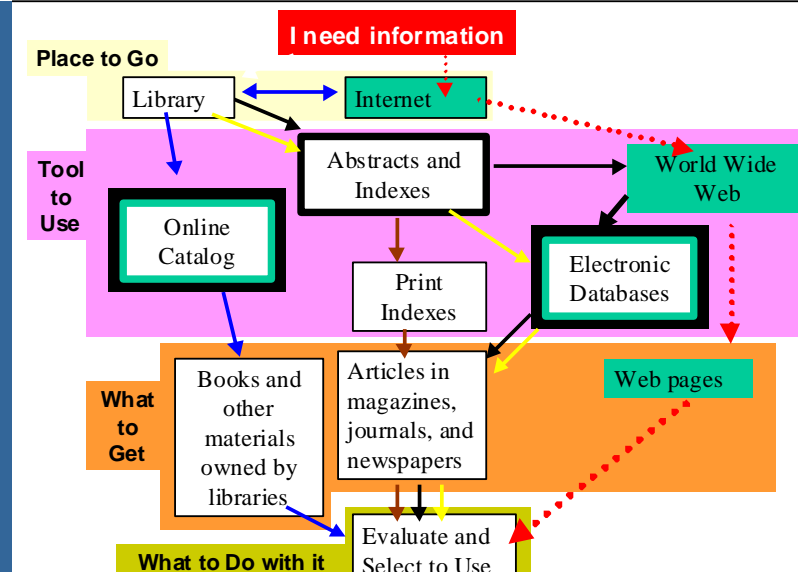 I need information
Place to Go
Library
Internet
Tool
to
Use
Abstracts and
Indexes
World Wide
Web
Online
Catalog
Electronic
Databases
Print
Indexes
What
to
Get
Books and
other
materials
owned by
libraries
Articles in
magazines,
journals, and
newspapers
Web pages
What to Do with it
Evaluate and
Select to Use